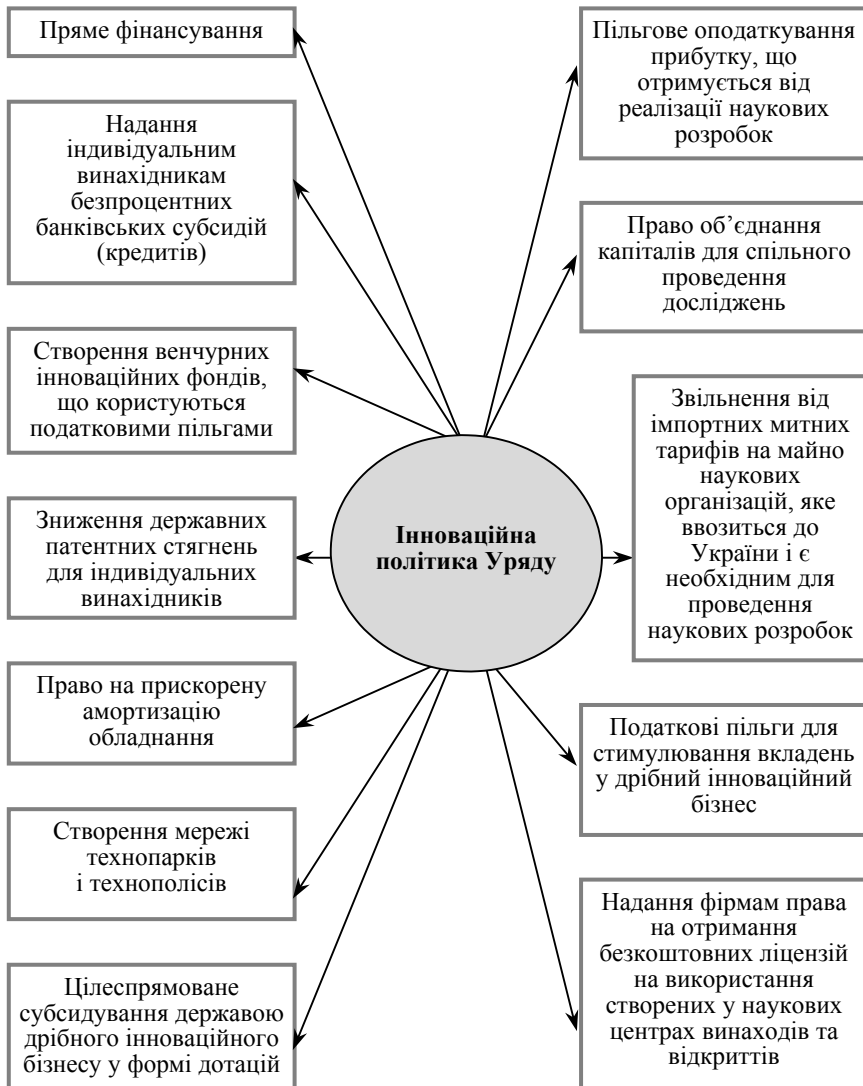 Пряме фінансування
Надання
індивідуальним
винахідникам
безпроцентних
банківських субсидій
(кредитів)
Створення венчурних
інноваційних фондів,
що користуються
податковими пільгами
Зниження державних
патентних стягнень
для індивідуальних
винахідників
Право на прискорену
амортизацію
обладнання
Створення мережі
технопарків
і технополісів
Цілеспрямоване
субсидування державою
дрібного інноваційного
бізнесу у формі дотацій
Інноваційна
політика Уряду
Пільгове оподаткування
прибутку, що
отримується від
реалізації наукових
розробок
Право об’єднання
капіталів для спільного
проведення
досліджень
Звільнення від
імпортних митних
тарифів на майно
наукових
організацій, яке
ввозиться до
України і є
необхідним для
проведення
наукових розробок
Податкові пільги для
стимулювання вкладень
у дрібний інноваційний
бізнес
Надання фірмам права
на отримання
безкоштовних ліцензій
на використання
створених у наукових
центрах винаходів та
відкриттів